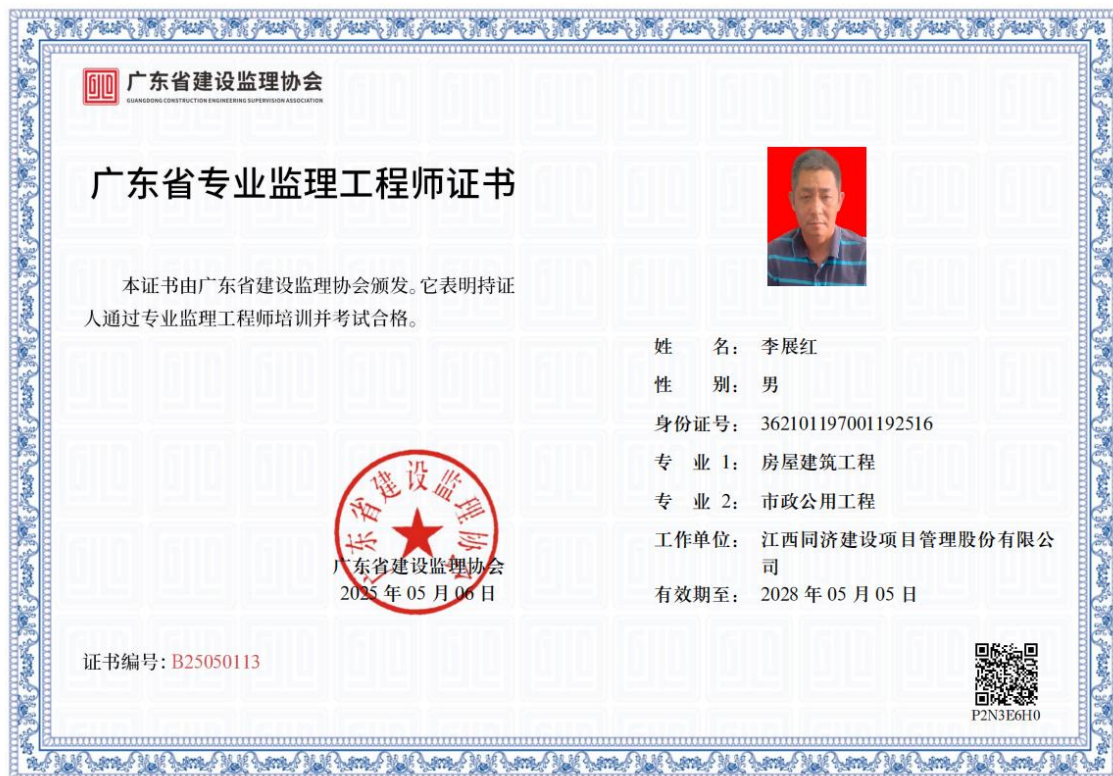 广东省建设监理协会
GUANGDONG CONSTRUCTION ENGINEERING SUPERVISION ASSOCIATION
广东省专业监理工程师证书
本证书由广东省建设监理协会颁发。它表明持证
人通过专业监理工程师培训并考试合格。
姓 名： 李展红
性 别： 男
身份证号： 362101197001192516
专 业 1： 房屋建筑工程
专 业 2： 市政公用工程
工作单位： 江西同济建设项目管理股份有限公
司
有效期至： 2028 年 05 月 05 日
广东省建设监理协会
广东省建设监理协会
2025 年 05 月 06 日
证书编号：B25050113
P2N3E6H0